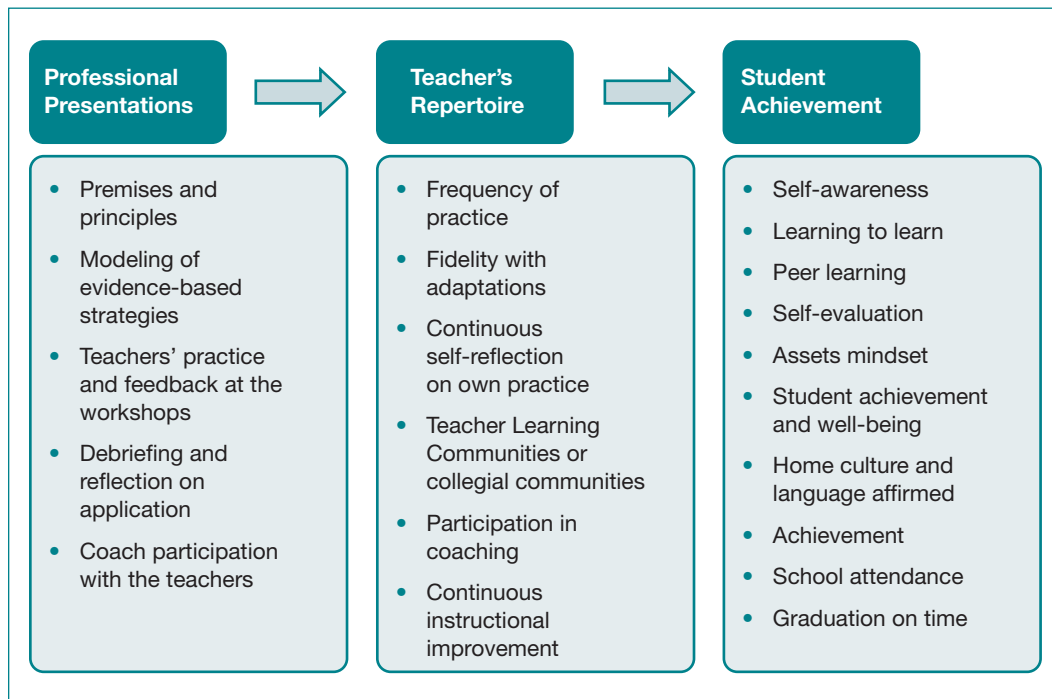 Professional
Presentations
• Premises and
principles
• Modeling of
evidence-based
strategies
• Teachers’ practice
and feedback at the
workshops
• Debriefing and
reflection on
application
• Coach participation
with the teachers
Teacher’s
Repertoire
• Frequency of
practice
• Fidelity with
adaptations
• Continuous
self-reflection
on own practice
• Teacher Learning
Communities or
collegial communities
• Participation in
coaching
• Continuous
instructional
improvement
Student
Achievement
• Self-awareness
• Learning to learn
• Peer learning
• Self-evaluation
• Assets mindset
• Student achievement
and well-being
• Home culture and
language affirmed
• Achievement
• School attendance
• Graduation on time